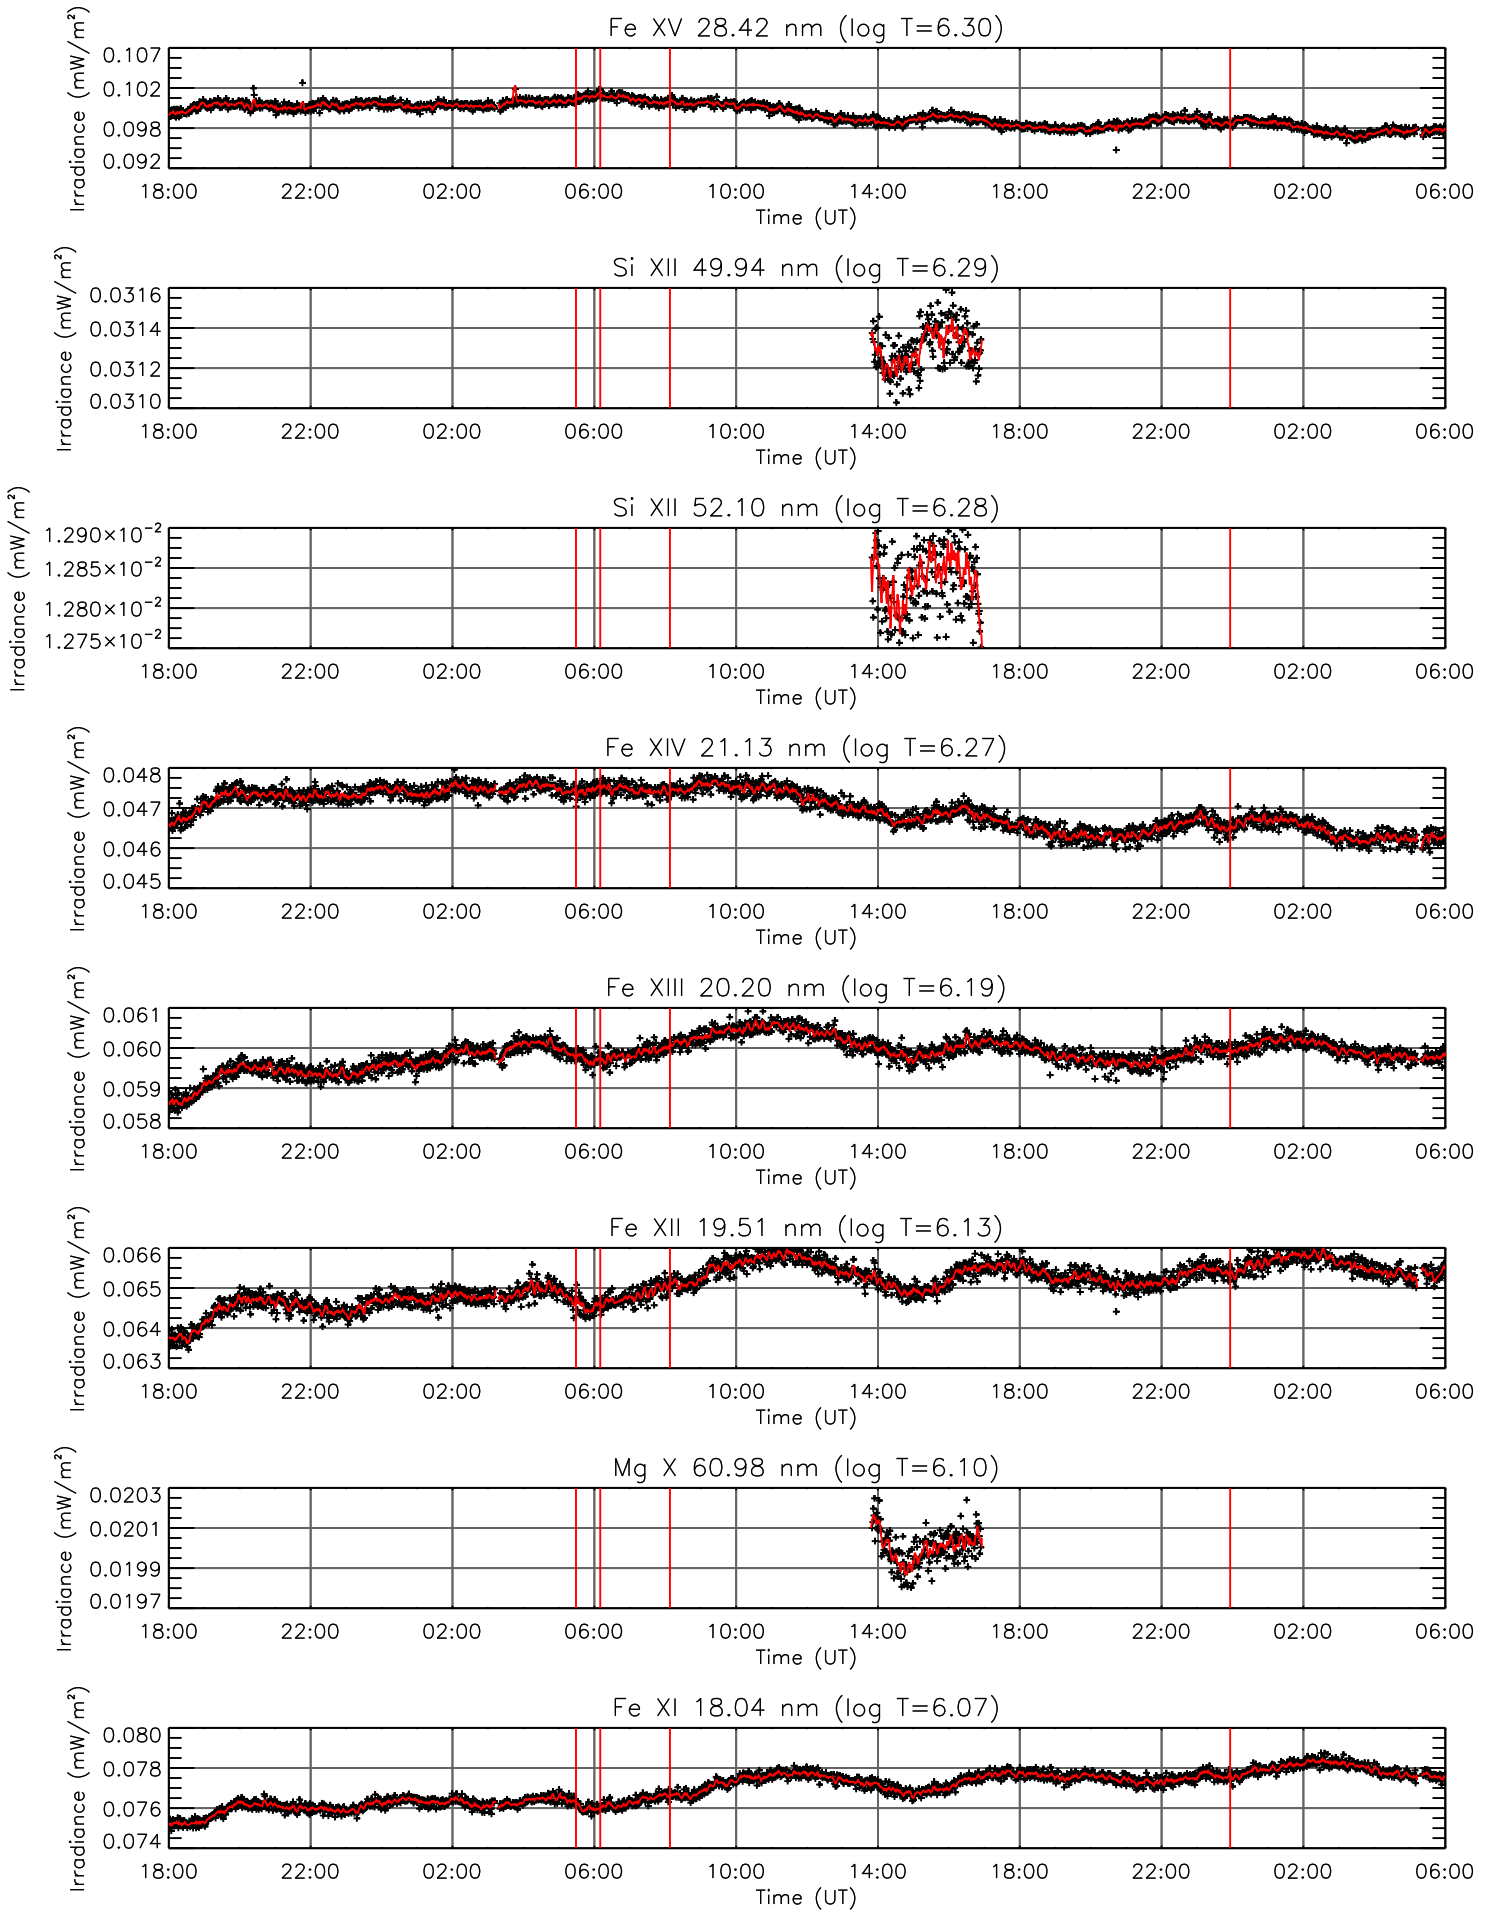 Fe XV 28.42 nm (log T=6.30)
Irradiance (mW/m²)
0.107
0.102
0.098
0.092
18:00 22:00 02:00 06:00 10:00 14:00 18:00 22:00 02:00 06:00
Time (UT)
Si XII 49.94 nm (log T=6.29)
Irradiance (mW/m²)
0.0316
0.0314
0.0312
0.0310
18:00 22:00 02:00 06:00 10:00 14:00 18:00 22:00 02:00 06:00
Time (UT)
Si XII 52.10 nm (log T=6.28)
Irradiance (mW/m²)
1.290×10⁻²
1.285×10⁻²
1.280×10⁻²
1.275×10⁻²
18:00 22:00 02:00 06:00 10:00 14:00 18:00 22:00 02:00 06:00
Time (UT)
Fe XIV 21.13 nm (log T=6.27)
Irradiance (mW/m²)
0.048
0.047
0.046
0.045
18:00 22:00 02:00 06:00 10:00 14:00 18:00 22:00 02:00 06:00
Time (UT)
Fe XIII 20.20 nm (log T=6.19)
Irradiance (mW/m²)
0.061
0.060
0.059
0.058
18:00 22:00 02:00 06:00 10:00 14:00 18:00 22:00 02:00 06:00
Time (UT)
Fe XII 19.51 nm (log T=6.13)
Irradiance (mW/m²)
0.066
0.065
0.064
0.063
18:00 22:00 02:00 06:00 10:00 14:00 18:00 22:00 02:00 06:00
Time (UT)
Mg X 60.98 nm (log T=6.10)
Irradiance (mW/m²)
0.0203
0.0201
0.0199
0.0197
18:00 22:00 02:00 06:00 10:00 14:00 18:00 22:00 02:00 06:00
Time (UT)
Fe XI 18.04 nm (log T=6.07)
Irradiance (mW/m²)
0.080
0.078
0.076
0.074
18:00 22:00 02:00 06:00 10:00 14:00 18:00 22:00 02:00 06:00
Time (UT)